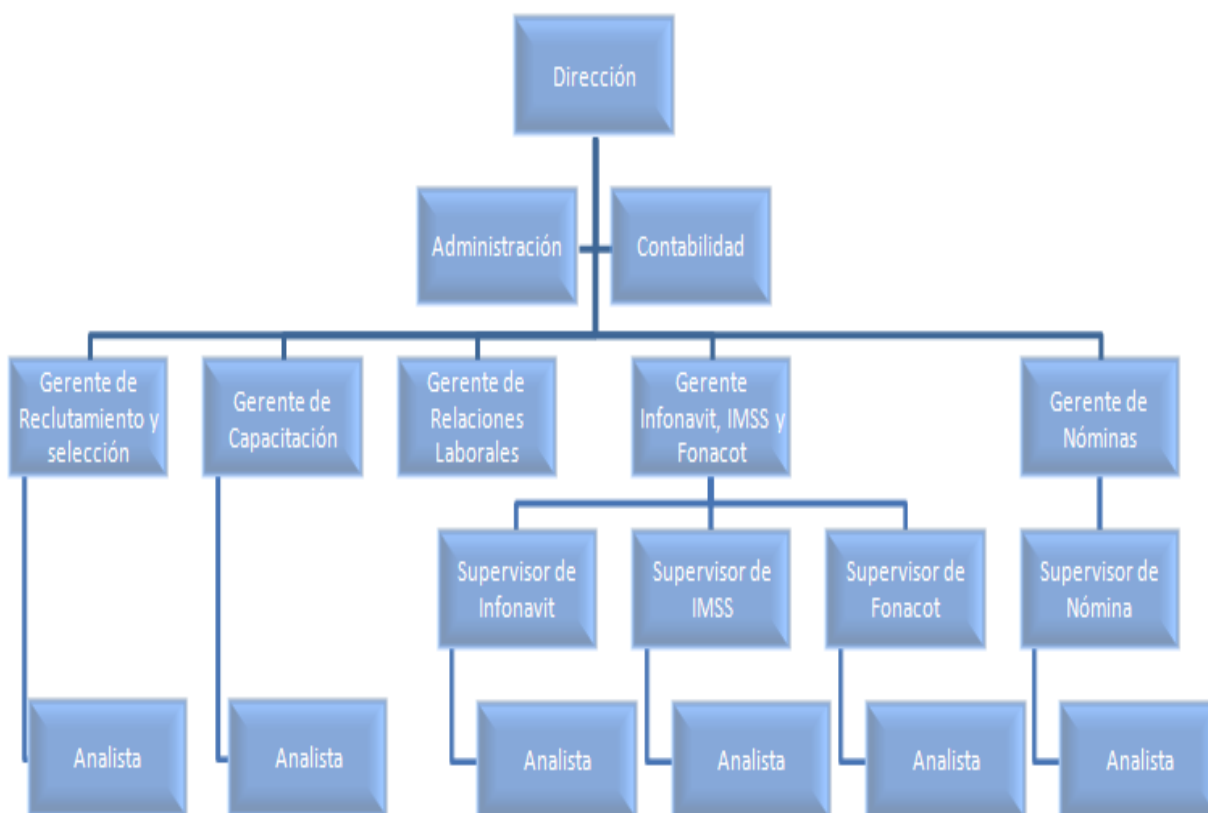 Dirección
Administración
Contabilidad
Gerente de
Reclutamiento y
selección
Gerente de
Capacitación
Gerente de
Relaciones
Laborales
Gerente
Infonavit, IMSS y
Fonacot
Gerente de
Nóminas
Supervisor de
Infonavit
Supervisor de
IMSS
Supervisor de
Fonacot
Supervisor de
Nómina
Analista
Analista
Analista
Analista
Analista
Analista